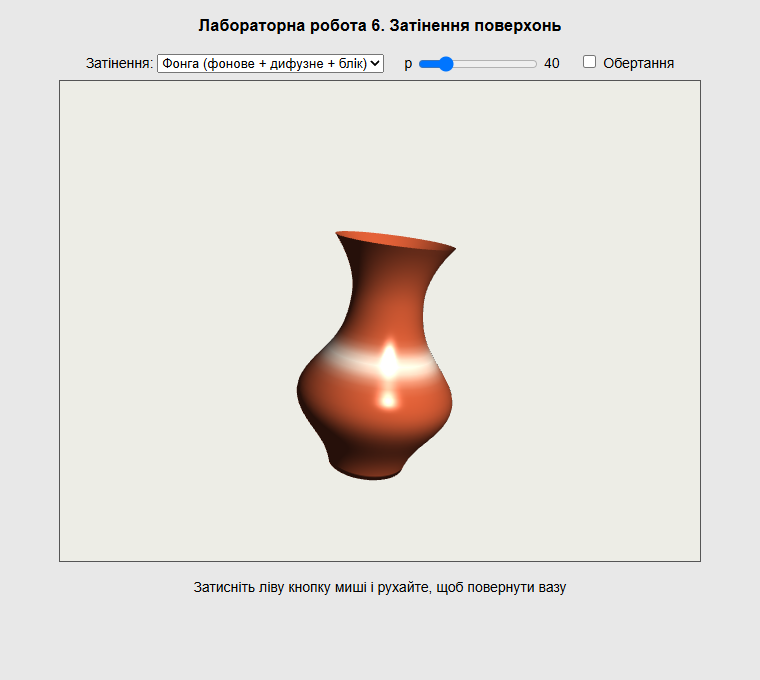 Лабораторна робота 6. Затінення поверхонь
Затінення: Фонга (фонове + дифузне + блік) p 40 Обертання
Затисніть ліву кнопку миші і рухайте, щоб повернути вазу